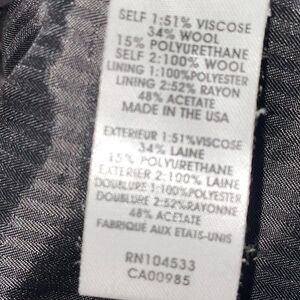 SELF 1:51% VISCOSE
34% WOOL
15% POLYURETHANE
SELF 2:100% WOOL
LINING 1:100%POLYESTER
LINING 2:52% RAYON
48% ACETATE
MADE IN THE USA
EXTERIEUR 1:51%VISCOSE
34% LAINE
15% POLYURETHANE
EXTERIER 2:100% LAINE
DOUBLURE 1:100%POLYESTER
DOUBLURE 2:52%RAYONNE
48% ACETATE
FABRIQUÉ AUX ETATS-UNIS
RN104533
CA00985